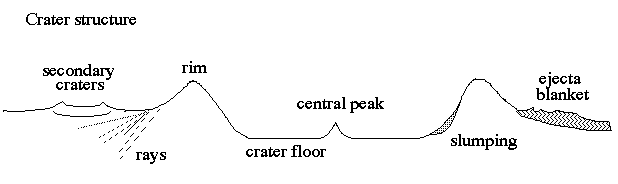 Crater structure
secondary
craters
rim
central peak
ejecta
blanket
rays
crater floor
slumping